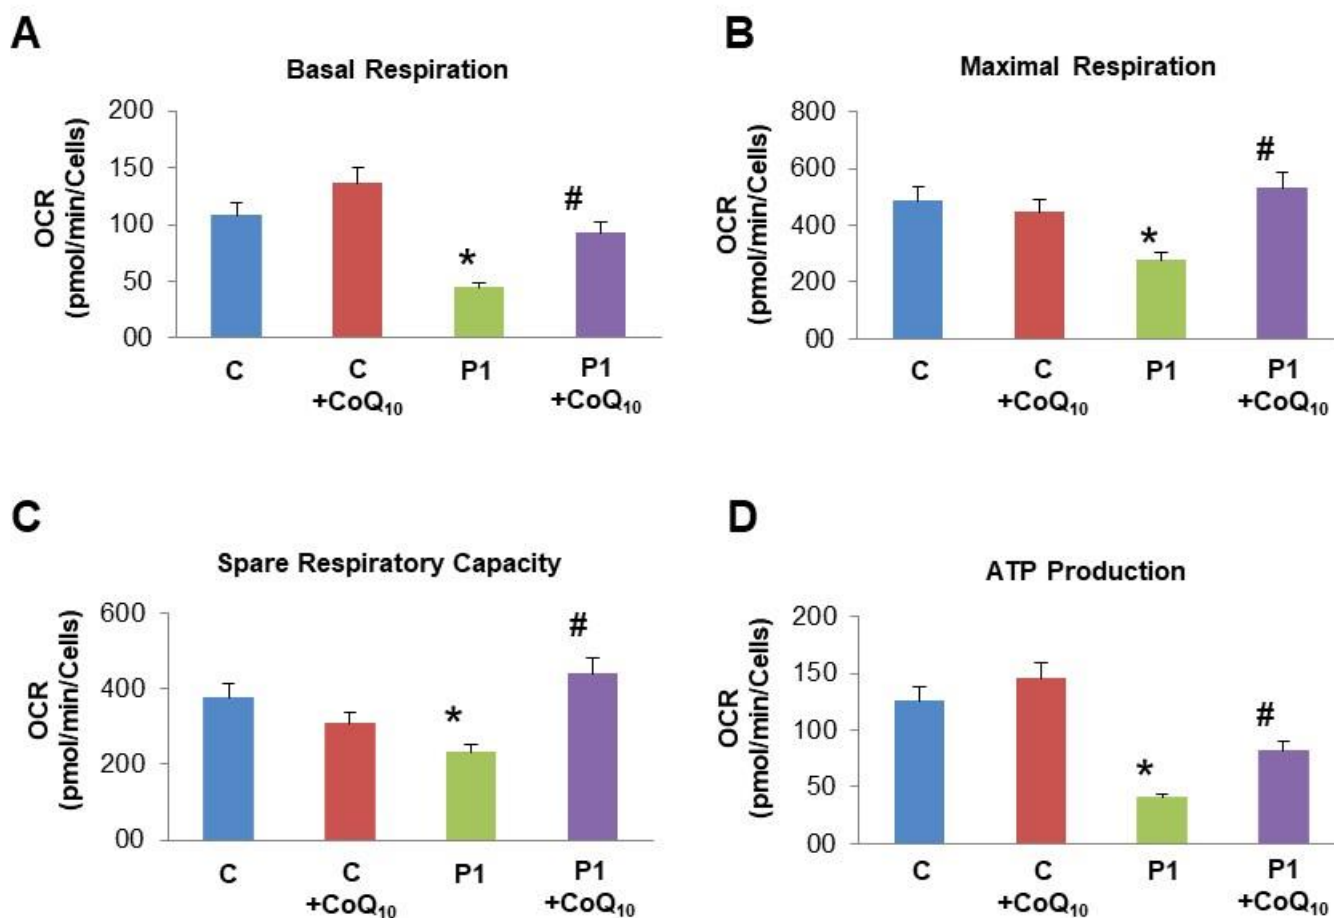 A
Basal Respiration
OCR
(pmol/min/Cells)
200
150
100
50
00
*
#
C
C
+CoQ₁₀
P1
P1
+CoQ₁₀
B
Maximal Respiration
OCR
(pmol/min/Cells)
800
600
400
200
00
*
#
C
C
+CoQ₁₀
P1
P1
+CoQ₁₀
C
Spare Respiratory Capacity
OCR
(pmol/min/Cells)
600
400
200
00
*
#
C
C
+CoQ₁₀
P1
P1
+CoQ₁₀
D
ATP Production
OCR
(pmol/min/Cells)
200
150
100
50
00
*
#
C
C
+CoQ₁₀
P1
P1
+CoQ₁₀